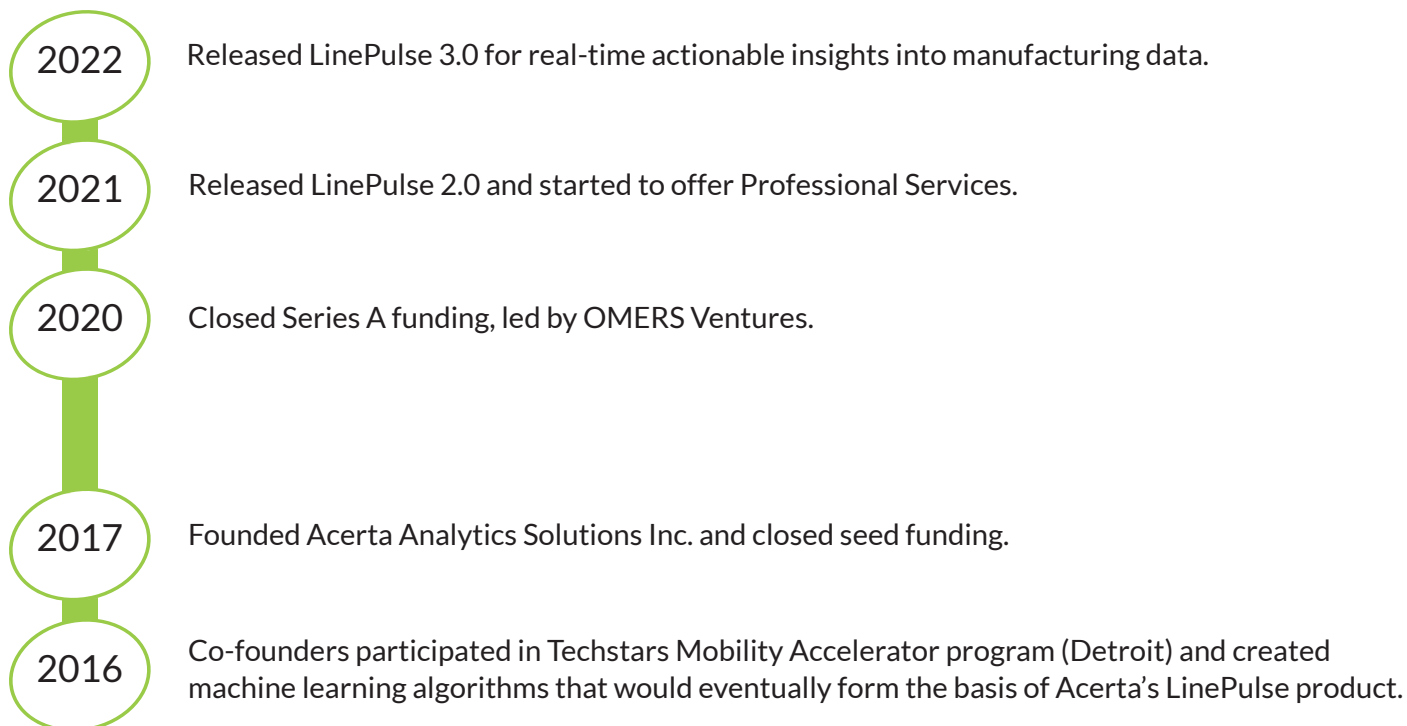 2022
Released LinePulse 3.0 for real-time actionable insights into manufacturing data.
2021
Released LinePulse 2.0 and started to offer Professional Services.
2020
Closed Series A funding, led by OMERS Ventures.
2017
Founded Acerta Analytics Solutions Inc. and closed seed funding.
2016
Co-founders participated in Techstars Mobility Accelerator program (Detroit) and created
machine learning algorithms that would eventually form the basis of Acerta’s LinePulse product.